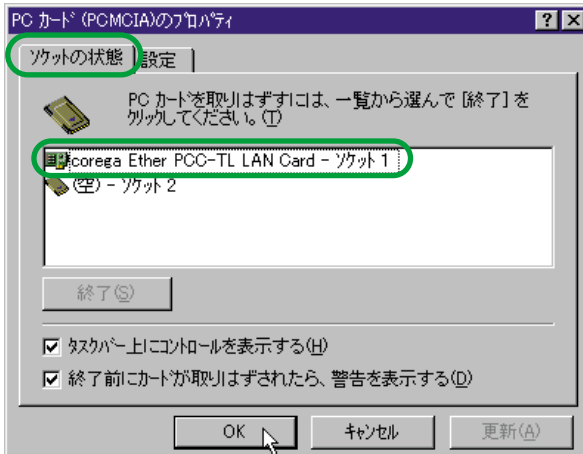 PC カード (PCMCIA)のプロパティ
ソケットの状態
設定
PC カードを取りはずすには、一覧から選んで [終了] を
クリックしてください。(T)
corega Ether PCC-TL LAN Card - ソケット 1
(空) - ソケット 2
終了(S)
タスクバー上にコントロールを表示する(H)
終了前にカードが取りはずされたら、警告を表示する(D)
OK
キャンセル
更新(A)